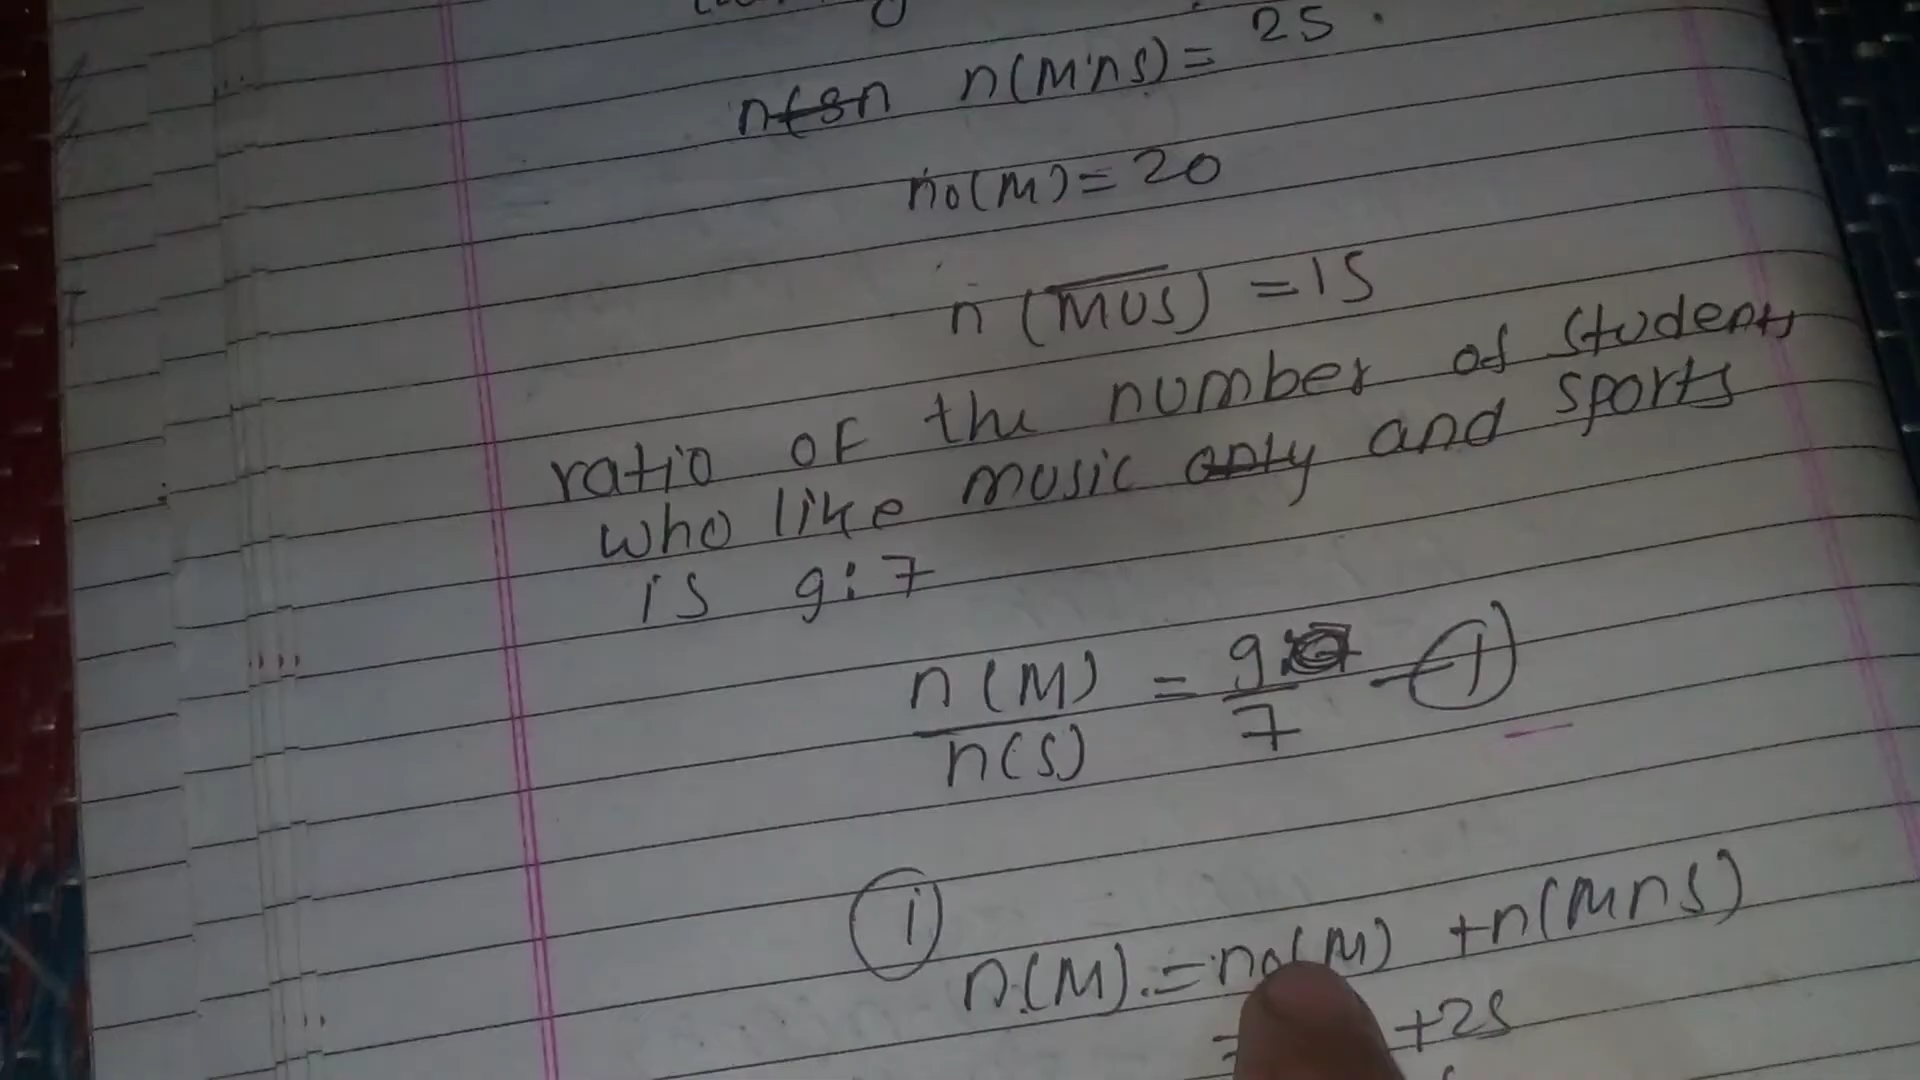 n(M∩S) = 25.
n₀(M) = 20
n(\overline{M∪S}) = 15
ratio of the number of students
who like music only and sports
is 9:7
n(M)/n(S) = 9/7 — (1)
(i)
n(M) = n₀(M) + n(M∩S)
= +25